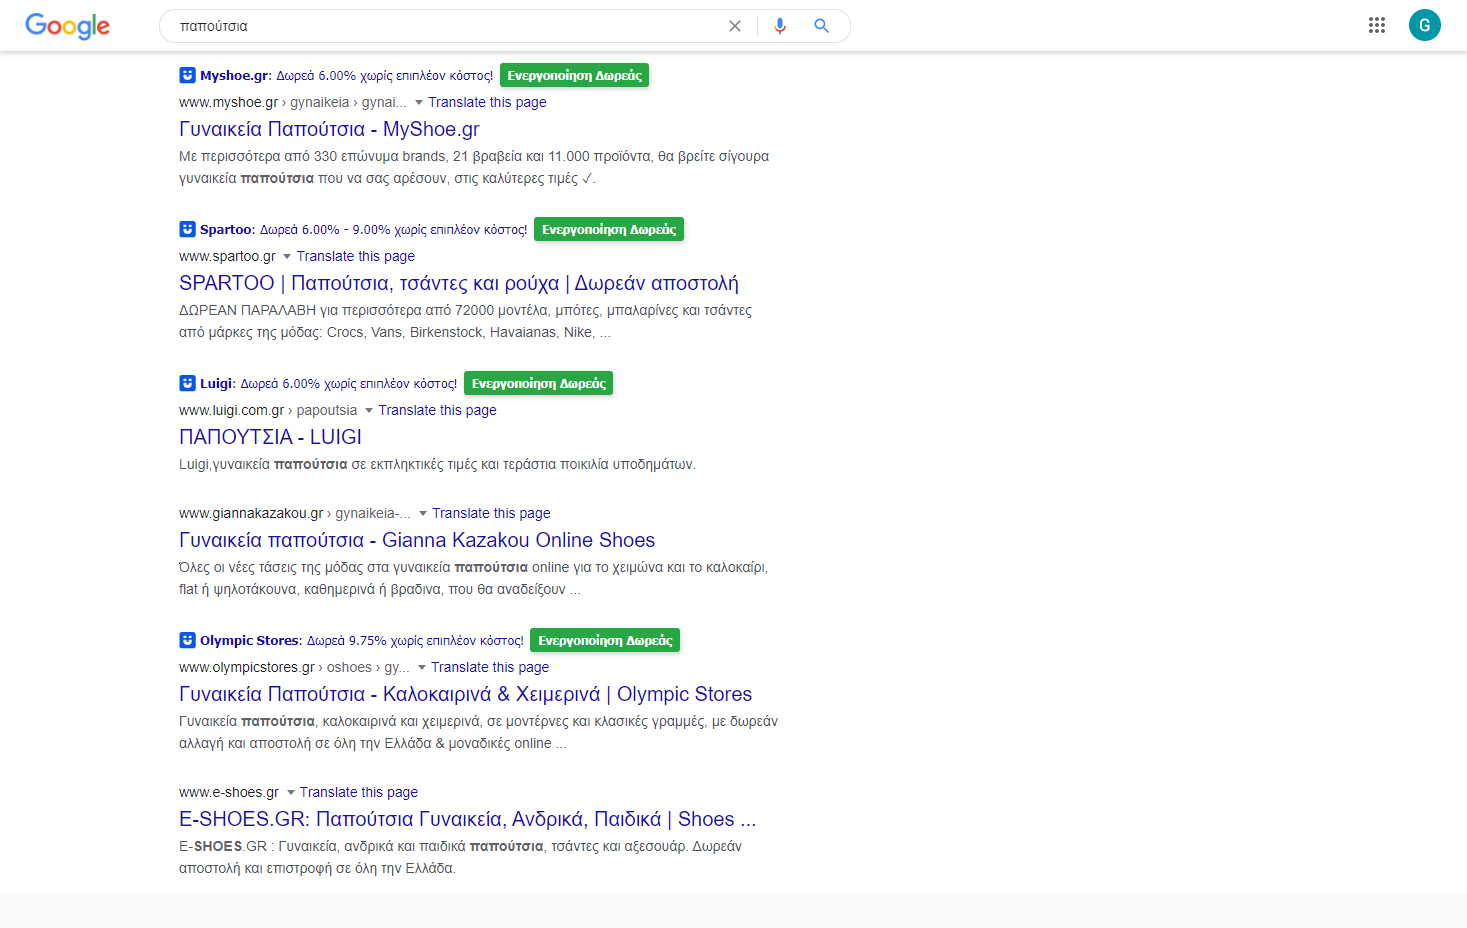 Google
παπούτσια
G
Myshoe.gr: Δωρεά 6.00% χωρίς επιπλέον κόστος! Ενεργοποίηση Δωρεάς
www.myshoe.gr › gynaikeia › gynai... Translate this page
Γυναικεία Παπούτσια - MyShoe.gr
Με περισσότερα από 330 επώνυμα brands, 21 βραβεία και 11.000 προϊόντα, θα βρείτε σίγουρα
γυναικεία παπούτσια που να σας αρέσουν, στις καλύτερες τιμές ✓.
Spartoo: Δωρεά 6.00% - 9.00% χωρίς επιπλέον κόστος! Ενεργοποίηση Δωρεάς
www.spartoo.gr Translate this page
SPARTOO | Παπούτσια, τσάντες και ρούχα | Δωρεάν αποστολή
ΔΩΡΕΑΝ ΠΑΡΑΛΑΒΗ για περισσότερα από 72000 μοντέλα, μπότες, μπαλαρίνες και τσάντες
από μάρκες της μόδας: Crocs, Vans, Birkenstock, Havaianas, Nike, ...
Luigi: Δωρεά 6.00% χωρίς επιπλέον κόστος! Ενεργοποίηση Δωρεάς
www.luigi.com.gr › papoutsia Translate this page
ΠΑΠΟΥΤΣΙΑ - LUIGI
Luigi,γυναικεία παπούτσια σε εκπληκτικές τιμές και τεράστια ποικιλία υποδημάτων.
www.giannakazakou.gr › gynaikeia-... Translate this page
Γυναικεία παπούτσια - Gianna Kazakou Online Shoes
Όλες οι νέες τάσεις της μόδας στα γυναικεία παπούτσια online για το χειμώνα και το καλοκαίρι,
flat ή ψηλοτάκουνα, καθημερινά ή βραδινα, που θα αναδείξουν ...
Olympic Stores: Δωρεά 9.75% χωρίς επιπλέον κόστος! Ενεργοποίηση Δωρεάς
www.olympicstores.gr › oshoes › gy... Translate this page
Γυναικεία Παπούτσια - Καλοκαιρινά & Χειμερινά | Olympic Stores
Γυναικεία παπούτσια, καλοκαιρινά και χειμερινά, σε μοντέρνες και κλασικές γραμμές, με δωρεάν
αλλαγή και αποστολή σε όλη την Ελλάδα & μοναδικές online ...
www.e-shoes.gr Translate this page
E-SHOES.GR: Παπούτσια Γυναικεία, Ανδρικά, Παιδικά | Shoes ...
E-SHOES.GR : Γυναικεία, ανδρικά και παιδικά παπούτσια, τσάντες και αξεσουάρ. Δωρεάν
αποστολή και επιστροφή σε όλη την Ελλάδα.